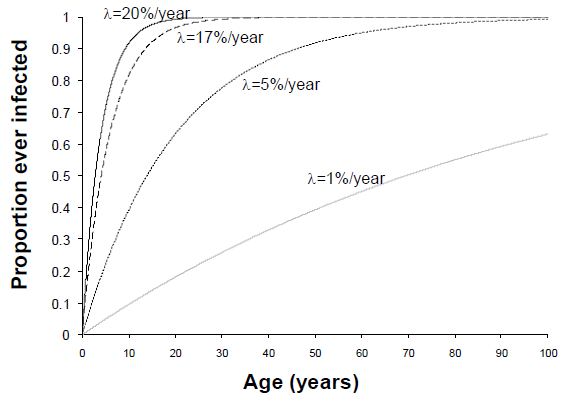 Proportion ever infected
1
0.9
0.8
0.7
0.6
0.5
0.4
0.3
0.2
0.1
0
λ=20%/year
λ=17%/year
λ=5%/year
λ=1%/year
0 10 20 30 40 50 60 70 80 90 100
Age (years)